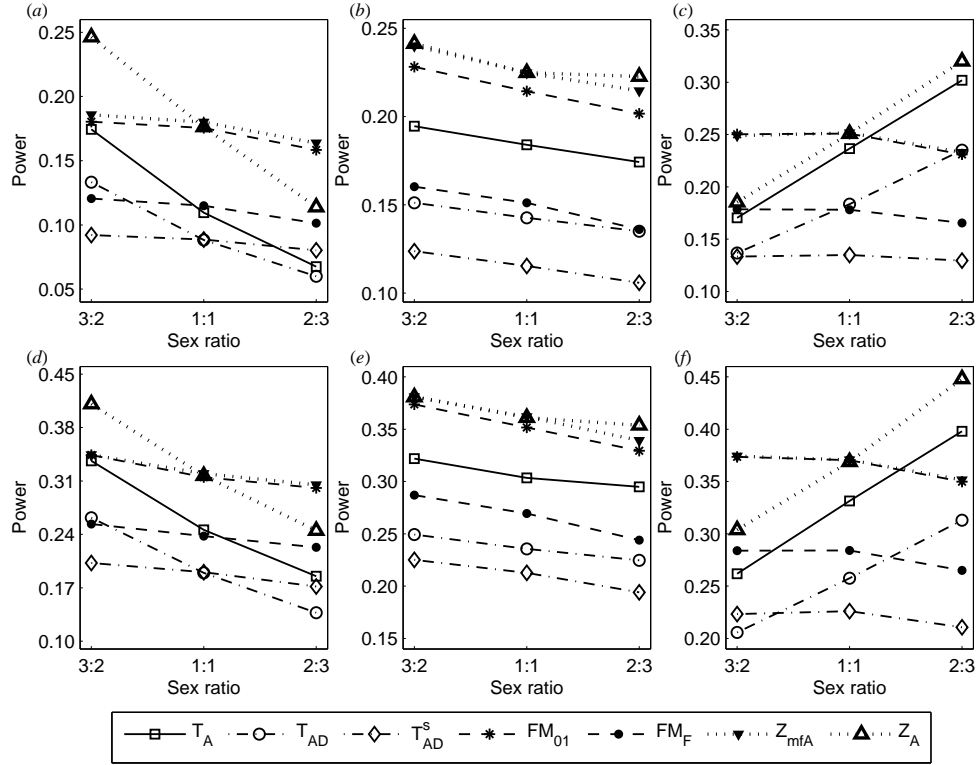 (a)
0.25
0.20
0.15
0.10
0.05
Power
3:2 1:1 2:3
Sex ratio
(b)
0.25
0.20
0.15
0.10
Power
3:2 1:1 2:3
Sex ratio
(c)
0.35
0.30
0.25
0.20
0.15
0.10
Power
3:2 1:1 2:3
Sex ratio
(d)
0.45
0.38
0.31
0.24
0.17
0.10
Power
3:2 1:1 2:3
Sex ratio
(e)
0.40
0.35
0.30
0.25
0.20
0.15
Power
3:2 1:1 2:3
Sex ratio
(f)
0.45
0.40
0.35
0.30
0.25
0.20
Power
3:2 1:1 2:3
Sex ratio
T_A T_AD T^s_AD FM_01 FM_F Z_mfA Z_A